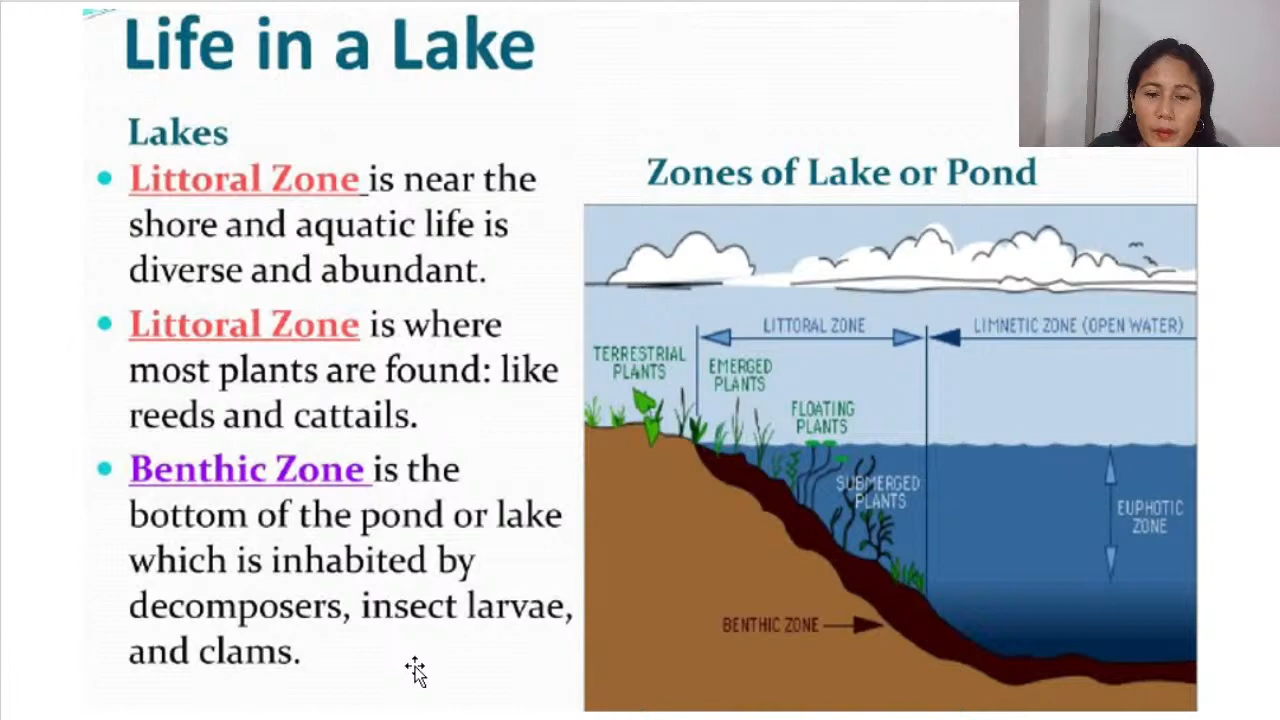 Life in a Lake
Lakes
Littoral Zone is near the
shore and aquatic life is
diverse and abundant.
Littoral Zone is where
most plants are found: like
reeds and cattails.
Benthic Zone is the
bottom of the pond or lake
which is inhabited by
decomposers, insect larvae,
and clams.
Zones of Lake or Pond
LITTORAL ZONE
LIMNETIC ZONE (OPEN WATER)
TERRESTRIAL
PLANTS
EMERGED
PLANTS
FLOATING
PLANTS
SUBMERGED
PLANTS
EUPHOTIC
ZONE
BENTHIC ZONE